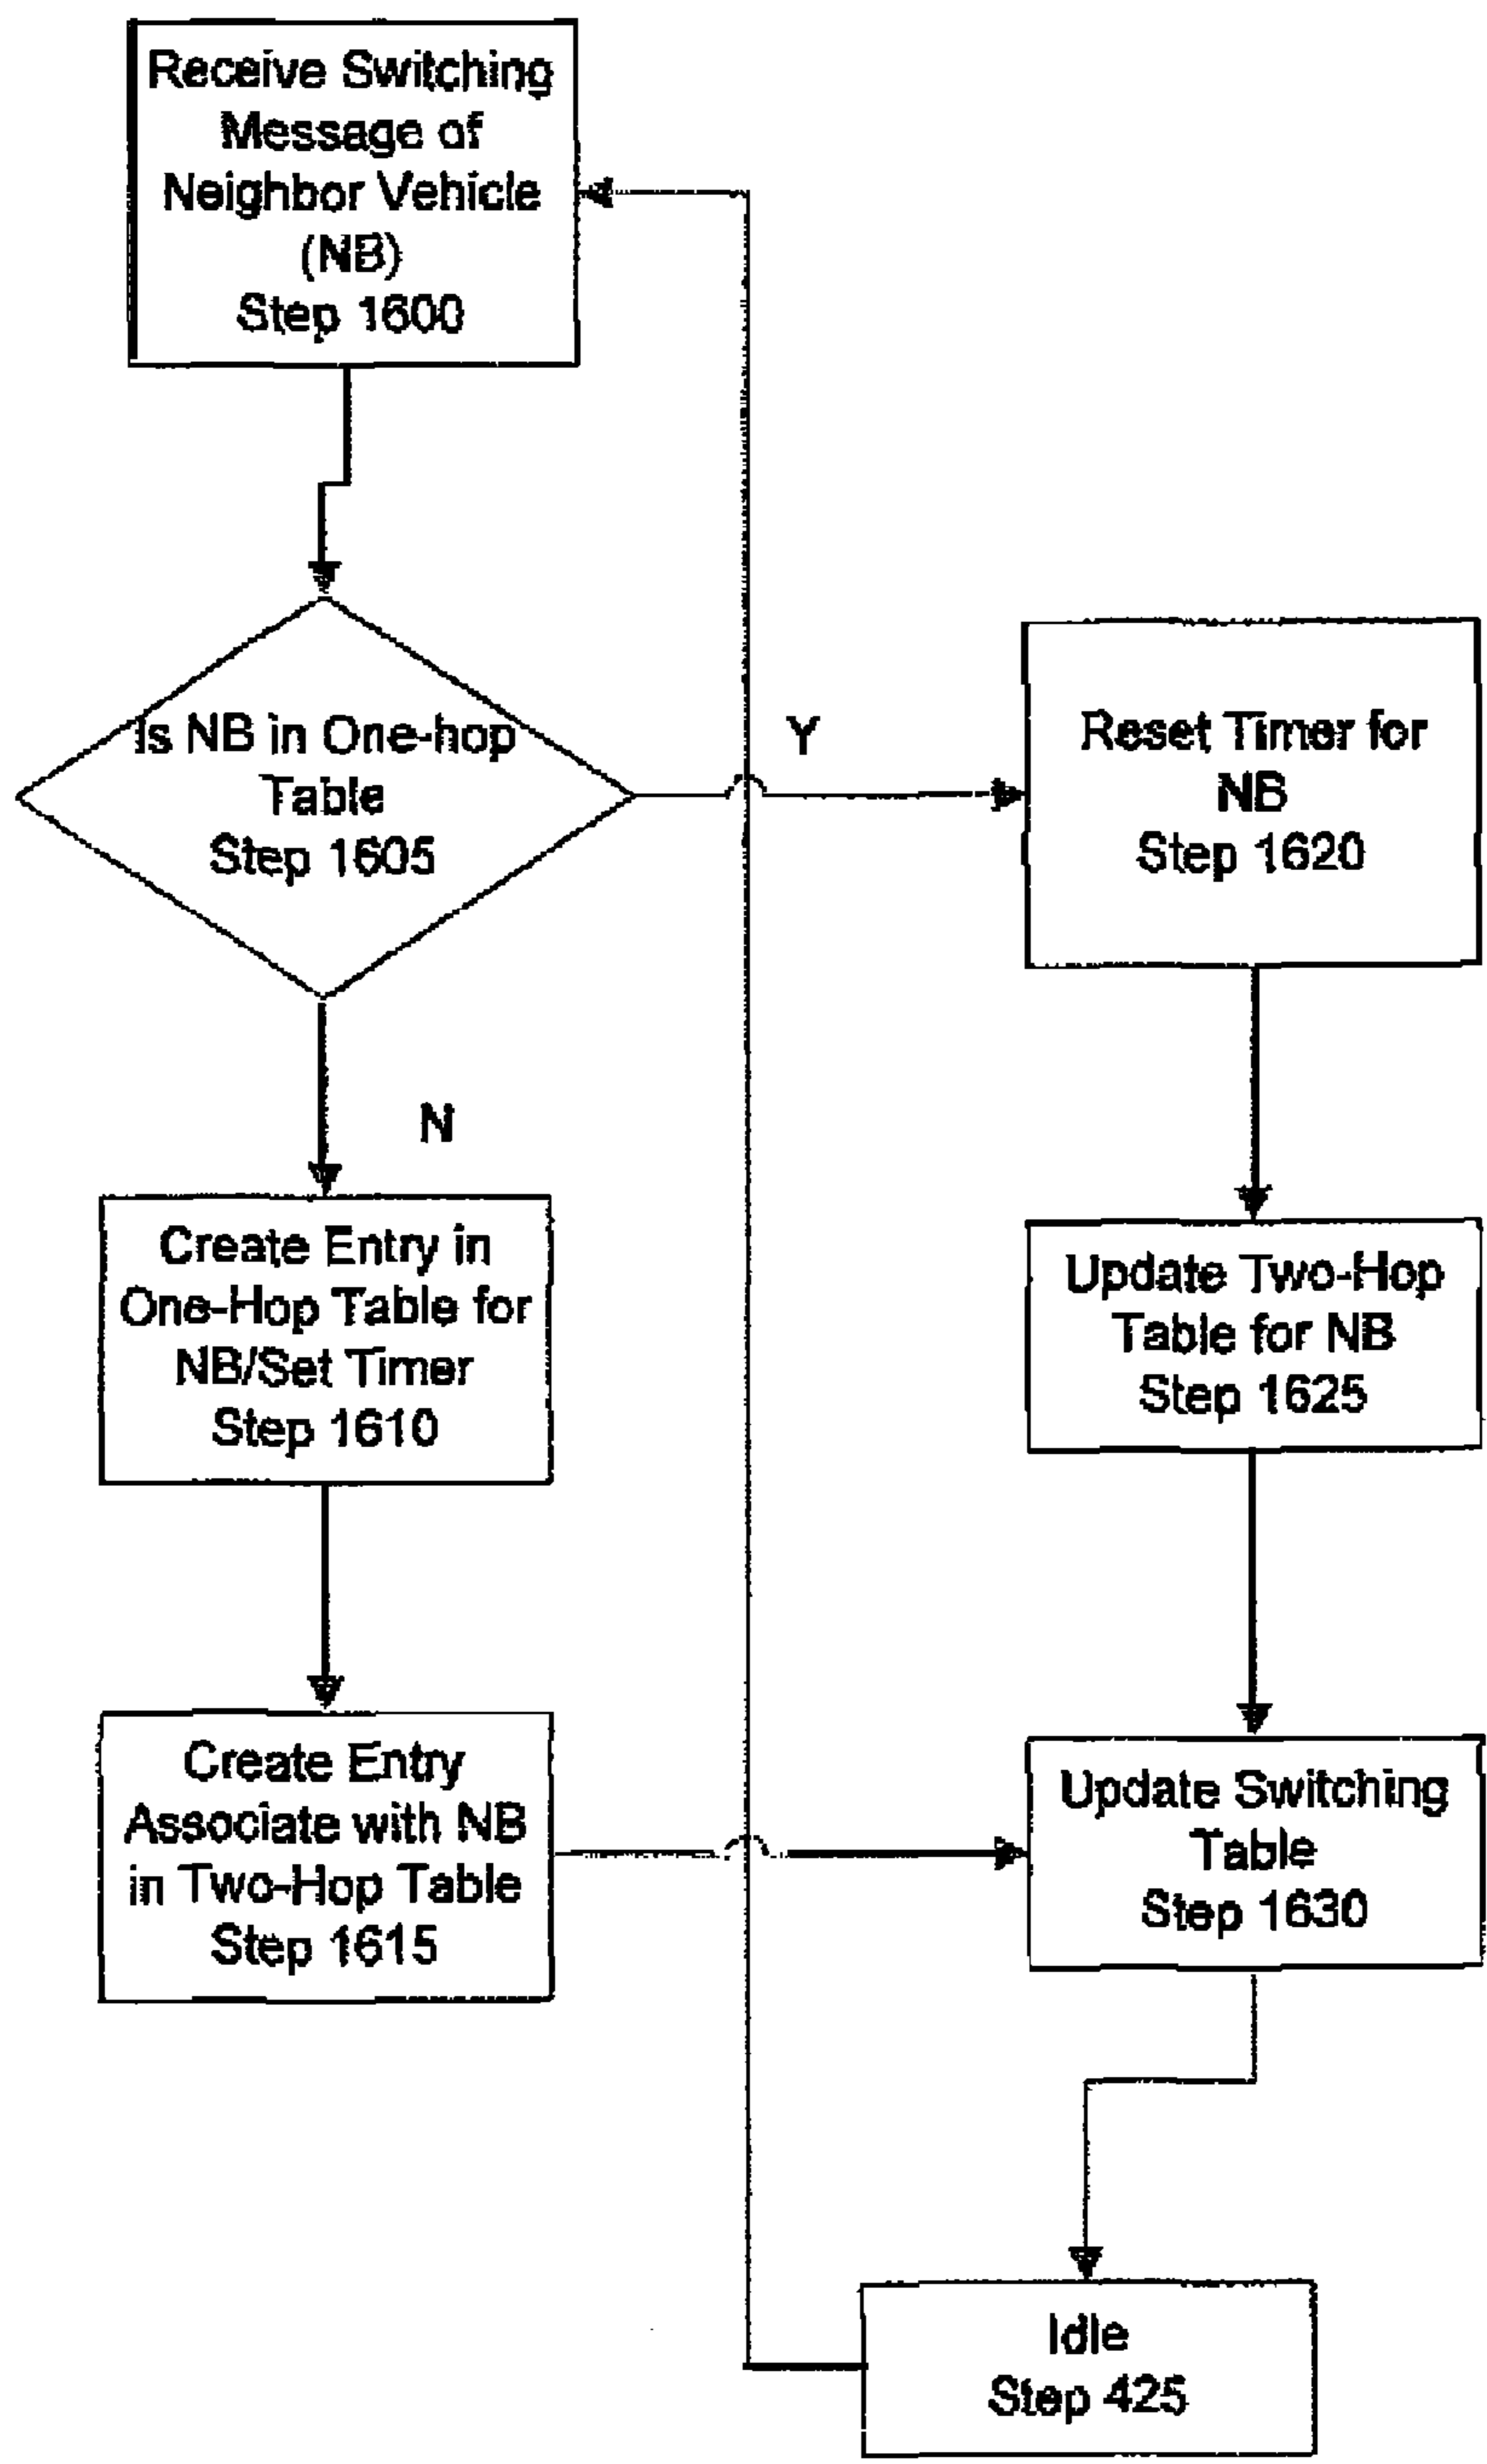 Receive Switching
Message of
Neighbor Vehicle
(NB)
Step 1600
Is NB in One-hop
Table
Step 1605
Y
Reset Timer for
NB
Step 1620
N
Create Entry in
One-Hop Table for
NB/Set Timer
Step 1610
Update Two-Hop
Table for NB
Step 1625
Create Entry
Associate with NB
in Two-Hop Table
Step 1615
Update Switching
Table
Step 1630
Idle
Step 425